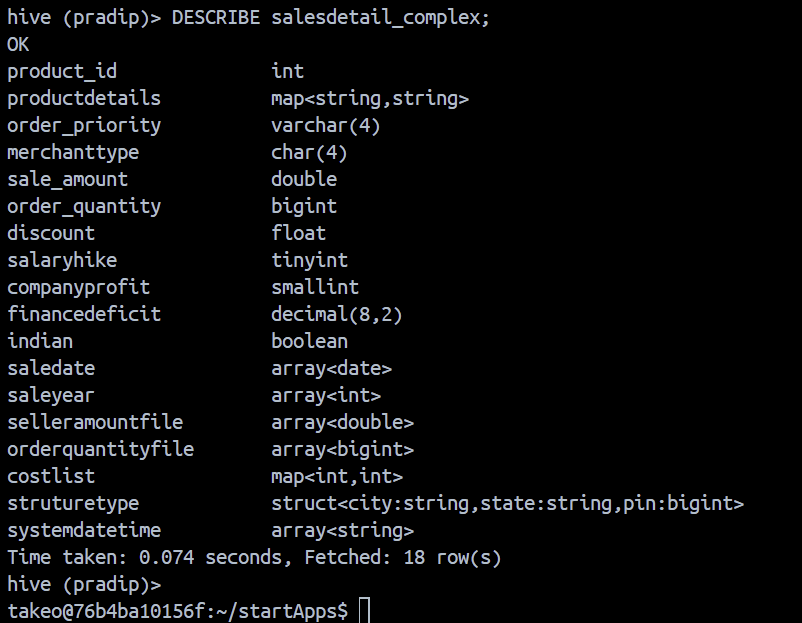 hive (pradip)> DESCRIBE salesdetail_complex;
OK
product_id int
productdetails map<string,string>
order_priority varchar(4)
merchanttype char(4)
sale_amount double
order_quantity bigint
discount float
salaryhike tinyint
companyprofit smallint
financedeficit decimal(8,2)
indian boolean
saledate array<date>
saleyear array<int>
selleramountfile array<double>
orderquantityfile array<bigint>
costlist map<int,int>
struturetype struct<city:string,state:string,pin:bigint>
systemdatetime array<string>
Time taken: 0.074 seconds, Fetched: 18 row(s)
hive (pradip)>
takeo@76b4ba10156f:~/startApps$